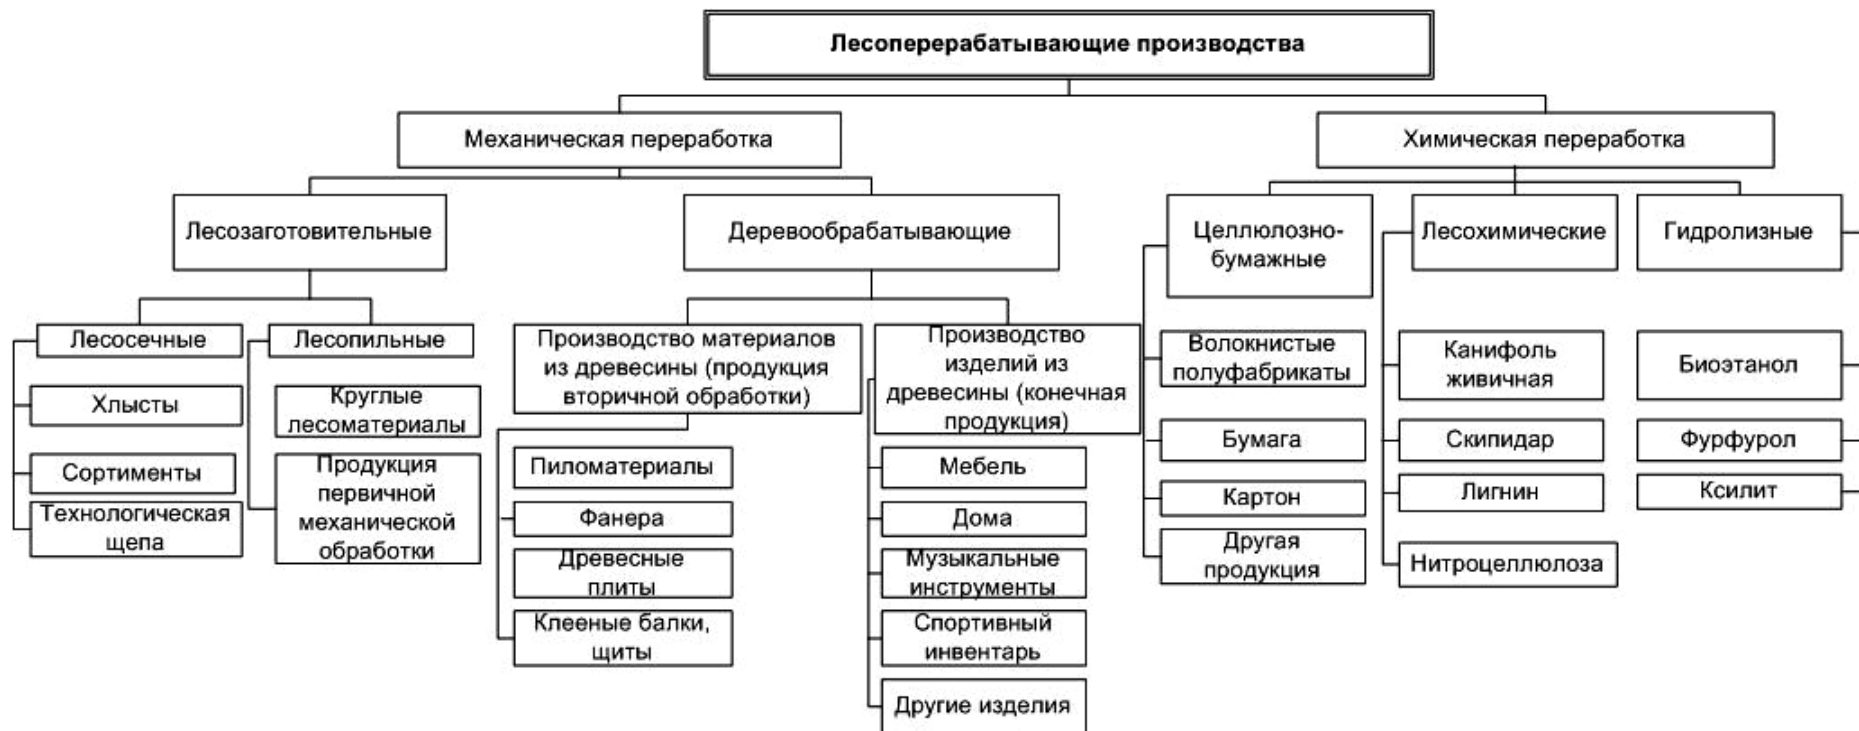 Лесоперерабатывающие производства
Механическая переработка
Химическая переработка
Лесозаготовительные
Деревообрабатывающие
Целлюлозно-
бумажные
Лесохимические
Гидролизные
Лесосечные
Хлысты
Сортименты
Технологическая
щепа
Лесопильные
Круглые
лесоматериалы
Продукция
первичной
механической
обработки
Производство материалов
из древесины (продукция
вторичной обработки)
Пиломатериалы
Фанера
Древесные
плиты
Клееные балки,
щиты
Производство
изделий из
древесины (конечная
продукция)
Мебель
Дома
Музыкальные
инструменты
Спортивный
инвентарь
Другие изделия
Волокнистые
полуфабрикаты
Бумага
Картон
Другая
продукция
Канифоль
живичная
Скипидар
Лигнин
Нитроцеллюлоза
Биоэтанол
Фурфурол
Ксилит